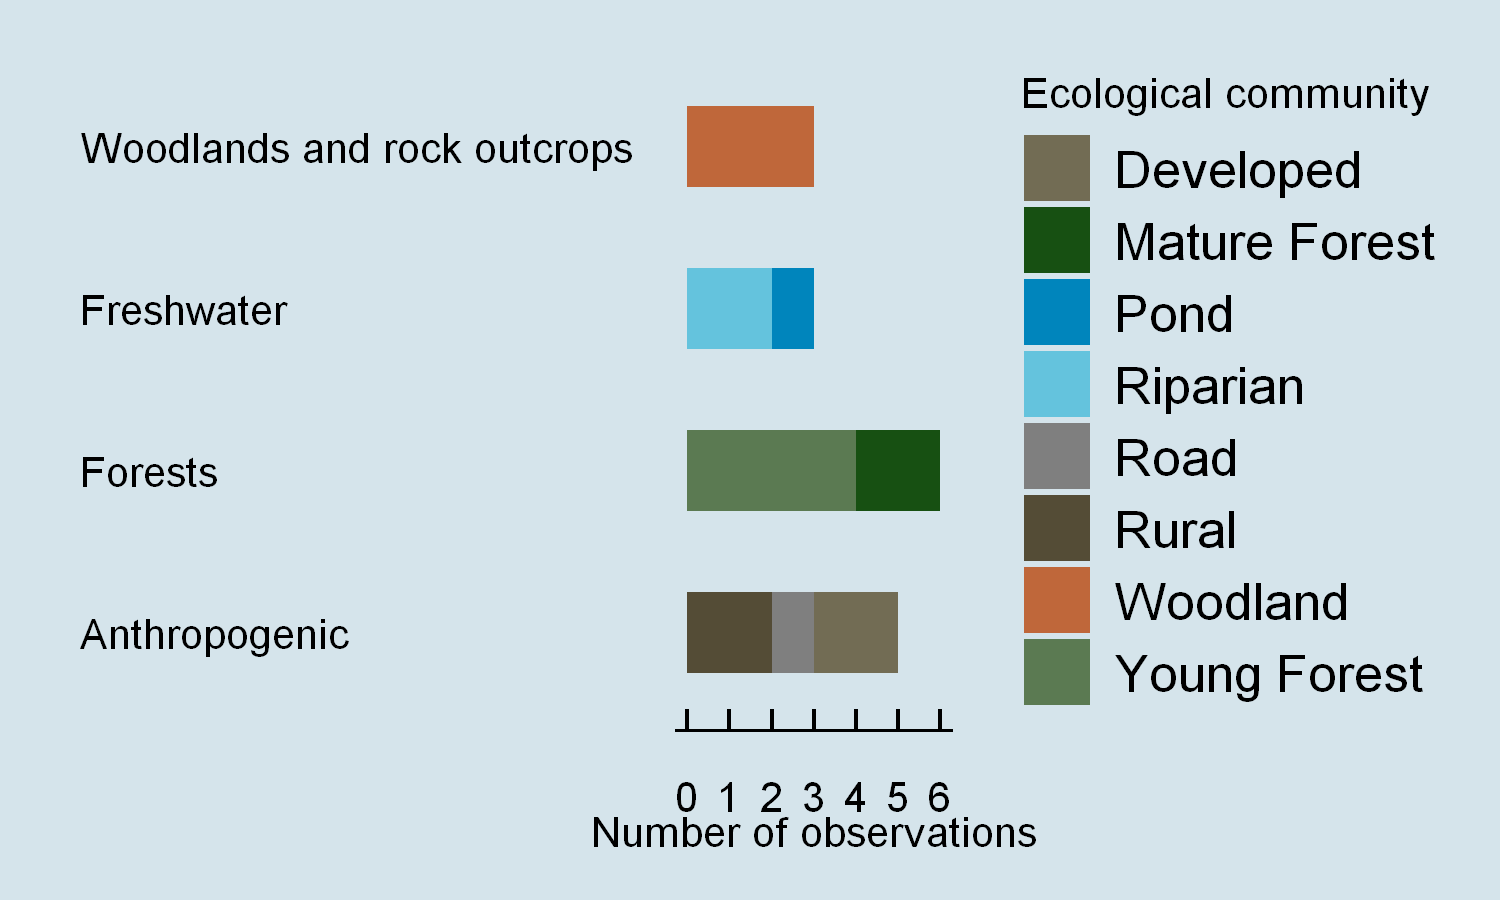 Woodlands and rock outcrops
Freshwater
Forests
Anthropogenic
0 1 2 3 4 5 6
Number of observations
Ecological community
Developed
Mature Forest
Pond
Riparian
Road
Rural
Woodland
Young Forest